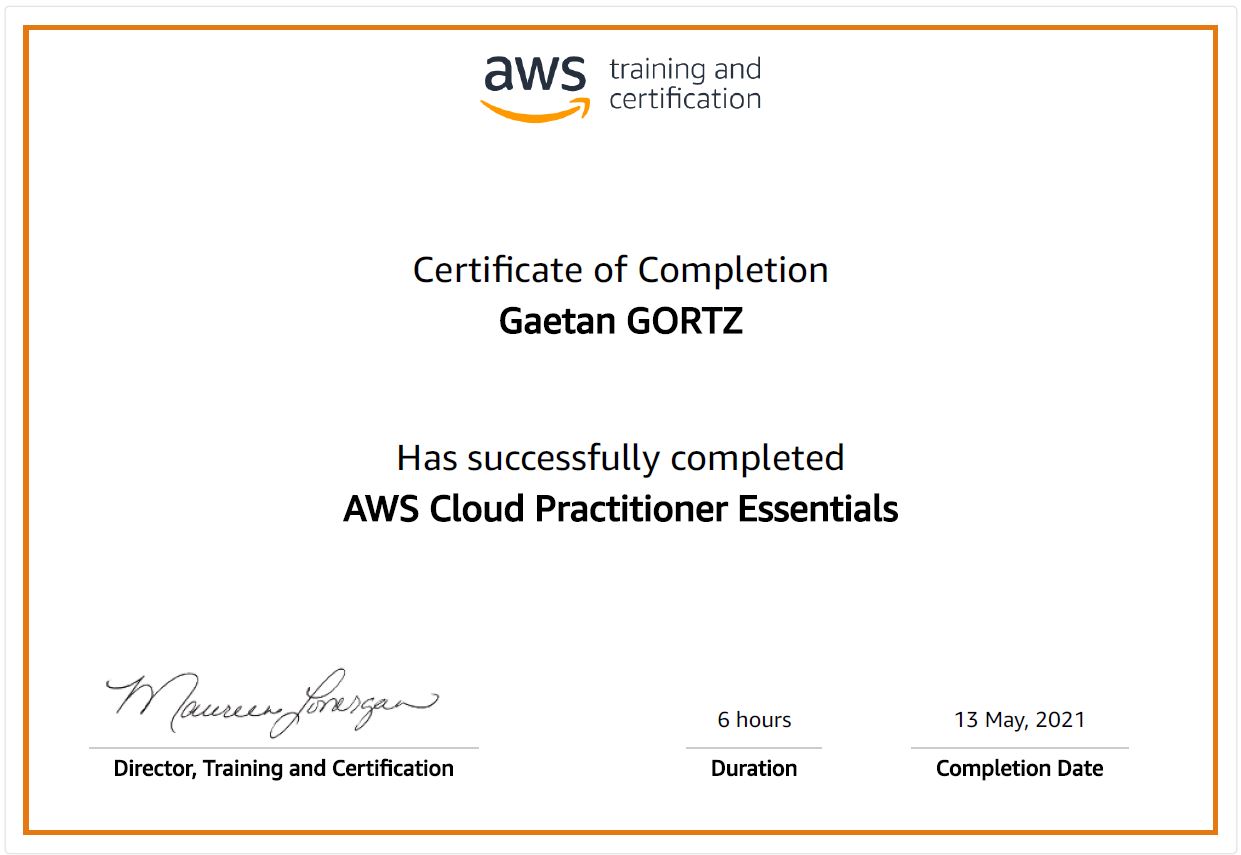 aws training and
certification
Certificate of Completion
Gaetan GORTZ
Has successfully completed
AWS Cloud Practitioner Essentials
Maureen Lonergan
6 hours
13 May, 2021
Director, Training and Certification
Duration
Completion Date